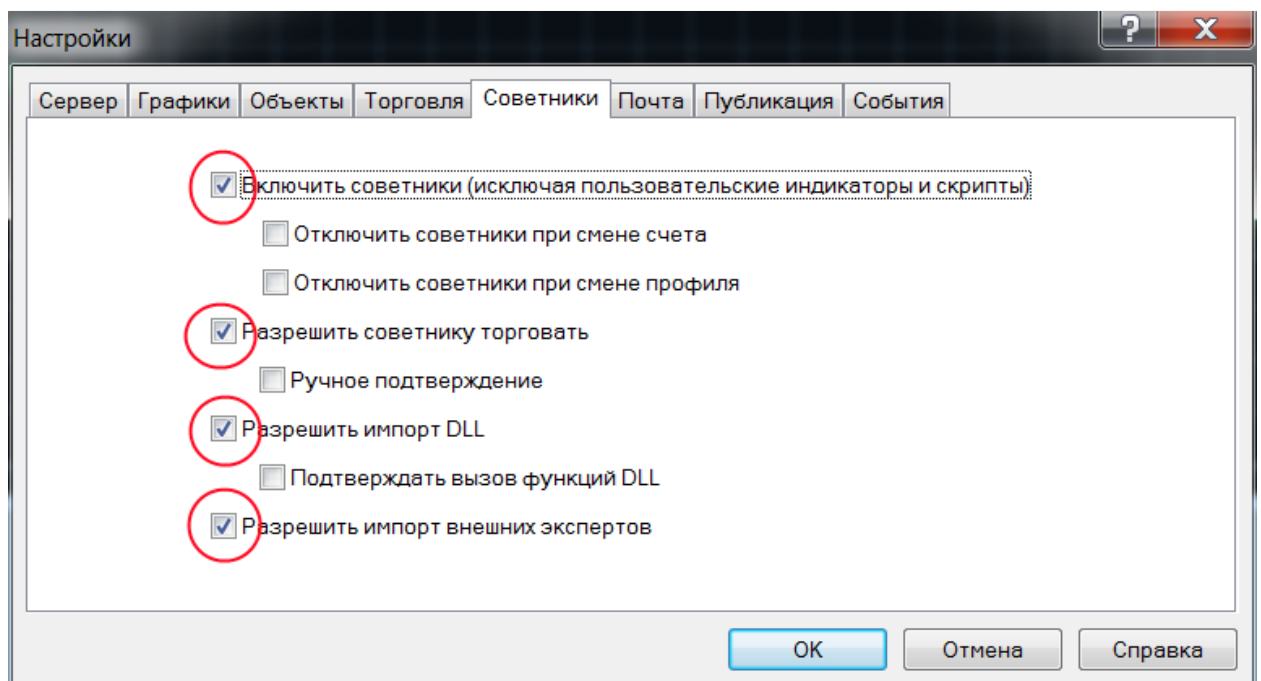 Настройки
?
X
Сервер Графики Объекты Торговля Советники Почта Публикация События
Включить советники (исключая пользовательские индикаторы и скрипты)
Отключить советники при смене счета
Отключить советники при смене профиля
Разрешить советнику торговать
Ручное подтверждение
Разрешить импорт DLL
Подтверждать вызов функций DLL
Разрешить импорт внешних экспертов
OK Отмена Справка